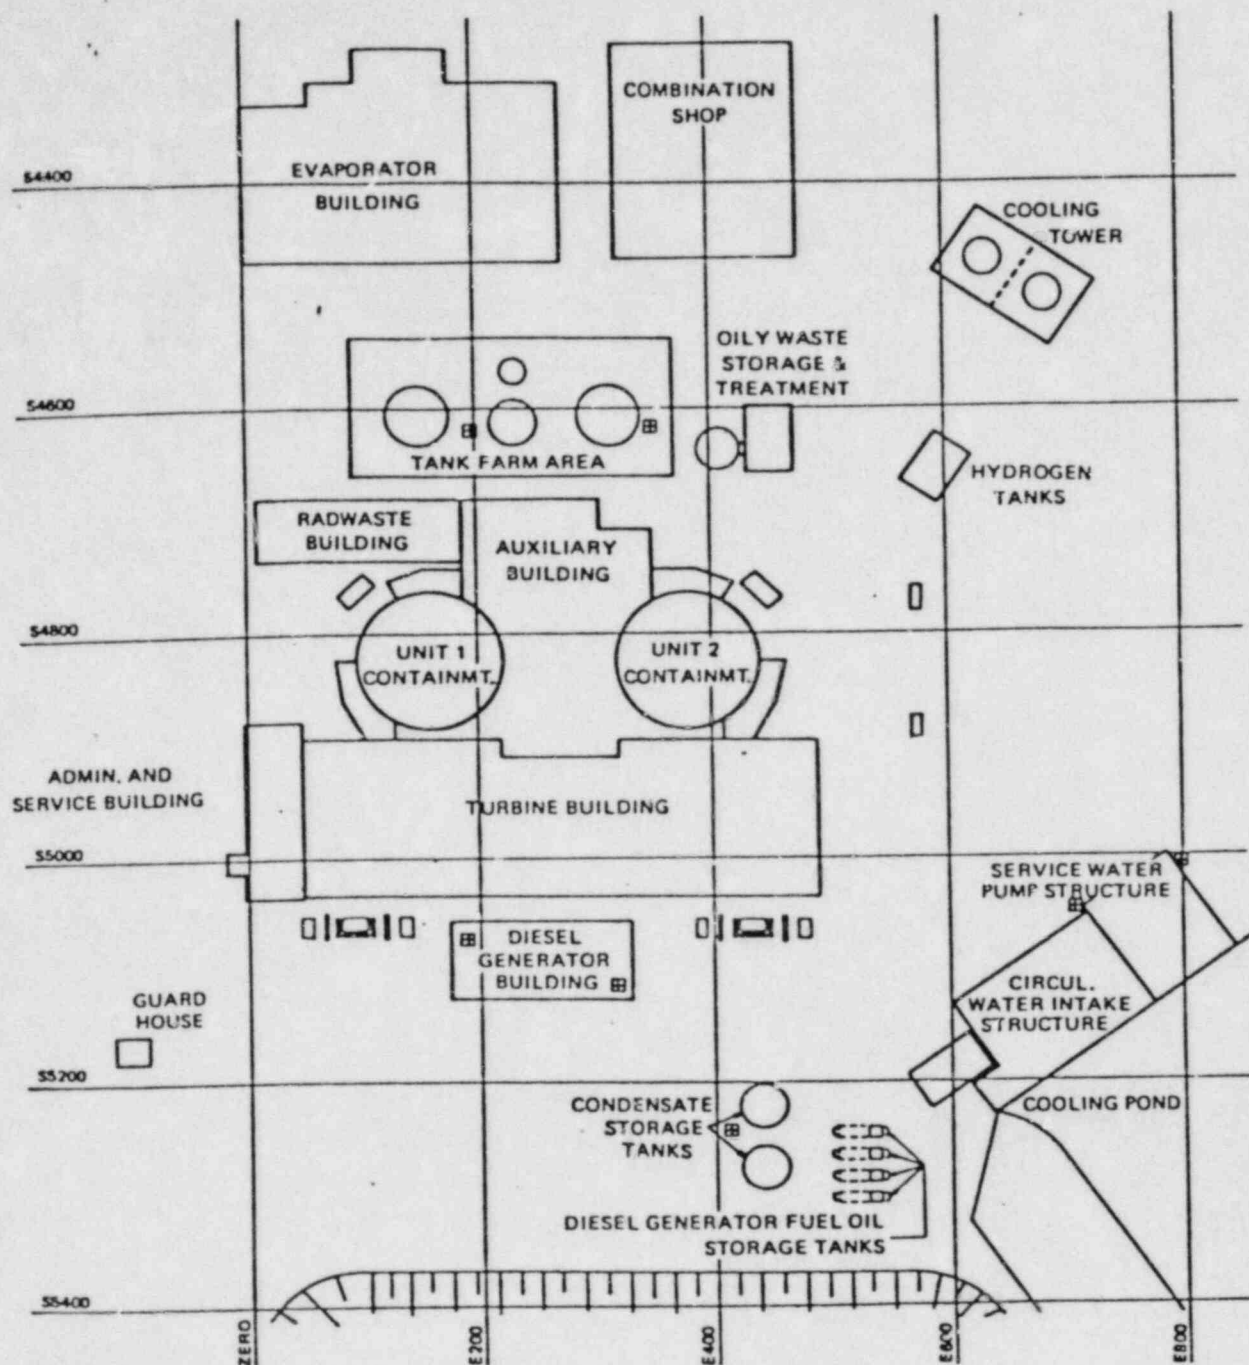 COMBINATION
SHOP
EVAPORATOR
BUILDING
S4400
COOLING
TOWER
OILY WASTE
STORAGE &
TREATMENT
S4600
TANK FARM AREA
HYDROGEN
TANKS
RADWASTE
BUILDING
AUXILIARY
BUILDING
S4800
UNIT 1
CONTAINMT.
UNIT 2
CONTAINMT.
ADMIN. AND
SERVICE BUILDING
TURBINE BUILDING
S5000
SERVICE WATER
PUMP STRUCTURE
DIESEL
GENERATOR
BUILDING
CIRCUL.
WATER INTAKE
STRUCTURE
GUARD
HOUSE
S5200
CONDENSATE
STORAGE
TANKS
COOLING POND
DIESEL GENERATOR FUEL OIL
STORAGE TANKS
S5400
ZERO
E200
E400
E600
E800